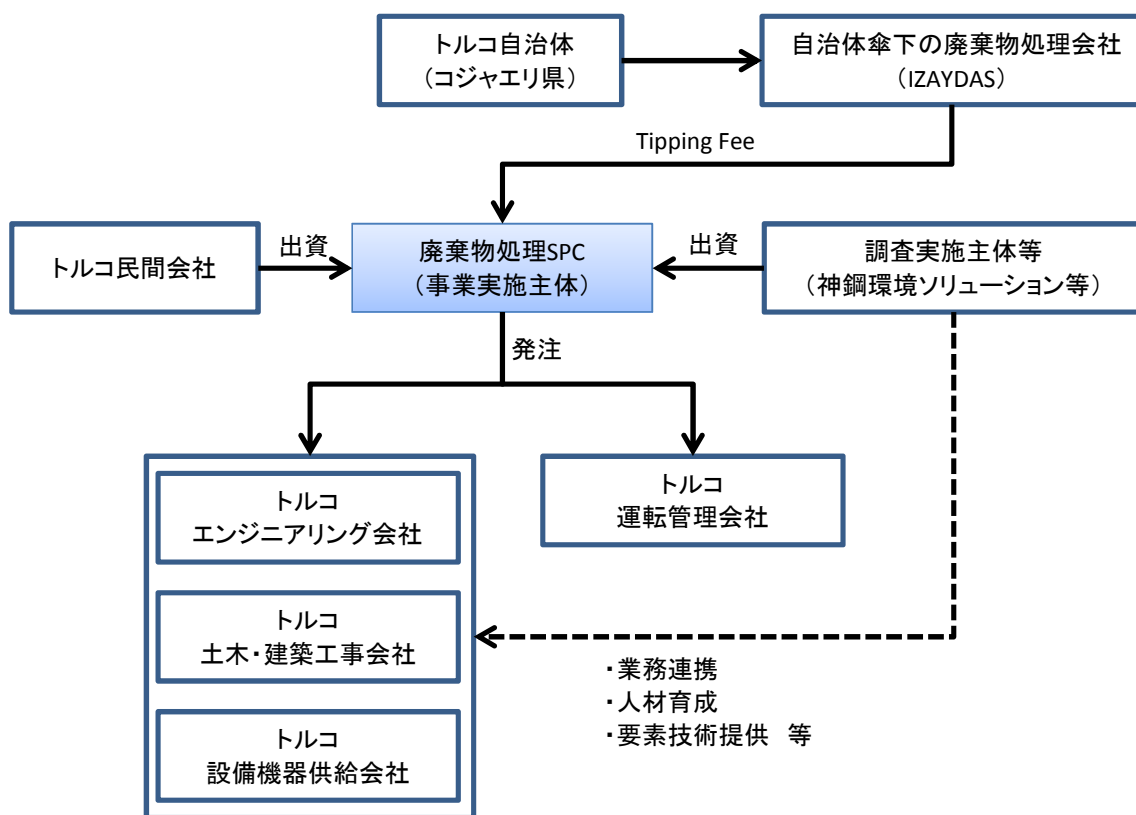 トルコ自治体
（コジャエリ県）
自治体傘下の廃棄物処理会社
（IZAYDAS）
Tipping Fee
トルコ民間会社
出資
廃棄物処理SPC
（事業実施主体）
出資
調査実施主体等
（神鋼環境ソリューション等）
発注
トルコ
エンジニアリング会社
トルコ
運転管理会社
トルコ
土木・建築工事会社
・業務連携
・人材育成
・要素技術提供　等
トルコ
設備機器供給会社